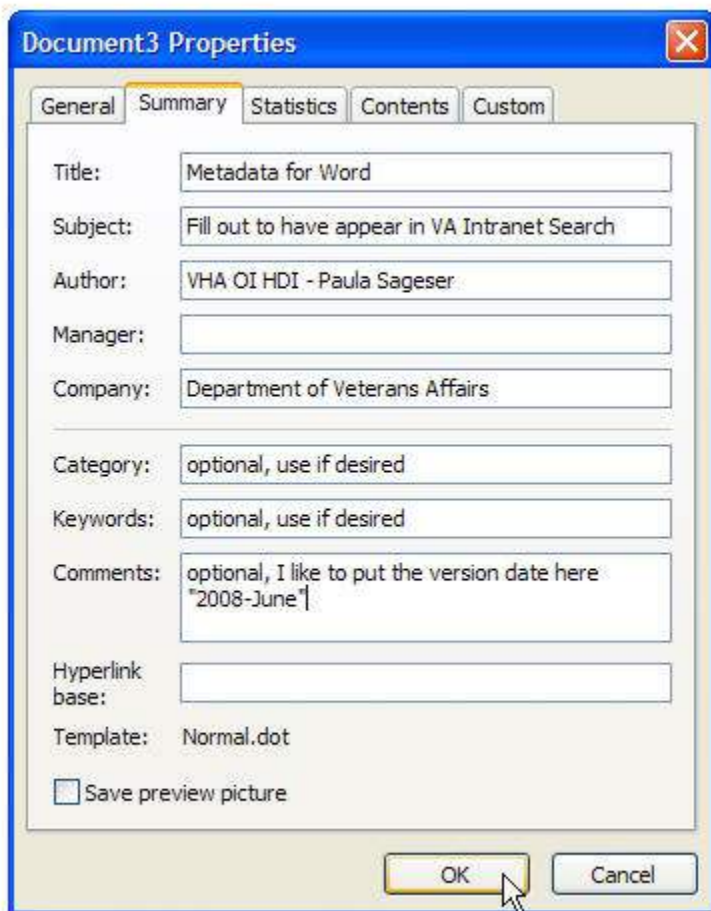 Document3 Properties
General Summary Statistics Contents Custom
Title: Metadata for Word
Subject: Fill out to have appear in VA Intranet Search
Author: VHA OI HDI - Paula Sageser
Manager:
Company: Department of Veterans Affairs
Category: optional, use if desired
Keywords: optional, use if desired
Comments: optional, I like to put the version date here
"2008-June"
Hyperlink
base:
Template: Normal.dot
Save preview picture
OK Cancel